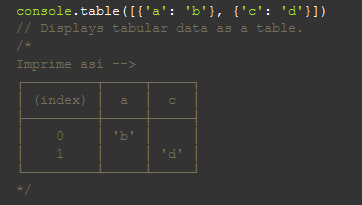 console.table([{'a': 'b'}, {'c': 'd'}])
// Displays tabular data as a table.
/*
Imprime así -->
┌─────────┬─────┬─────┐
│ (index) │  a  │  c  │
├─────────┼─────┼─────┤
│    0    │ 'b' │     │
│    1    │     │ 'd' │
└─────────┴─────┴─────┘
*/